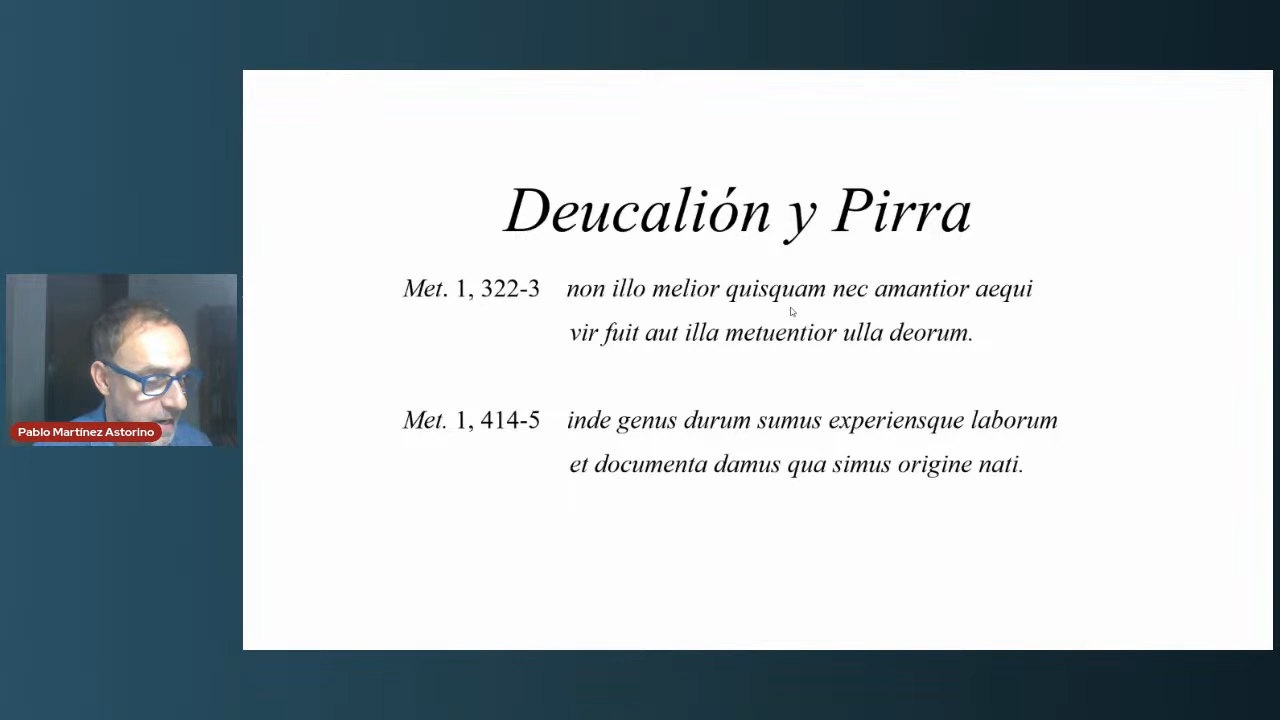 Deucalión y Pirra
Met. 1, 322-3 non illo melior quisquam nec amantior aequi
vir fuit aut illa metuentior ulla deorum.
Met. 1, 414-5 inde genus durum sumus experiensque laborum
et documenta damus qua simus origine nati.
Pablo Martínez Astorino